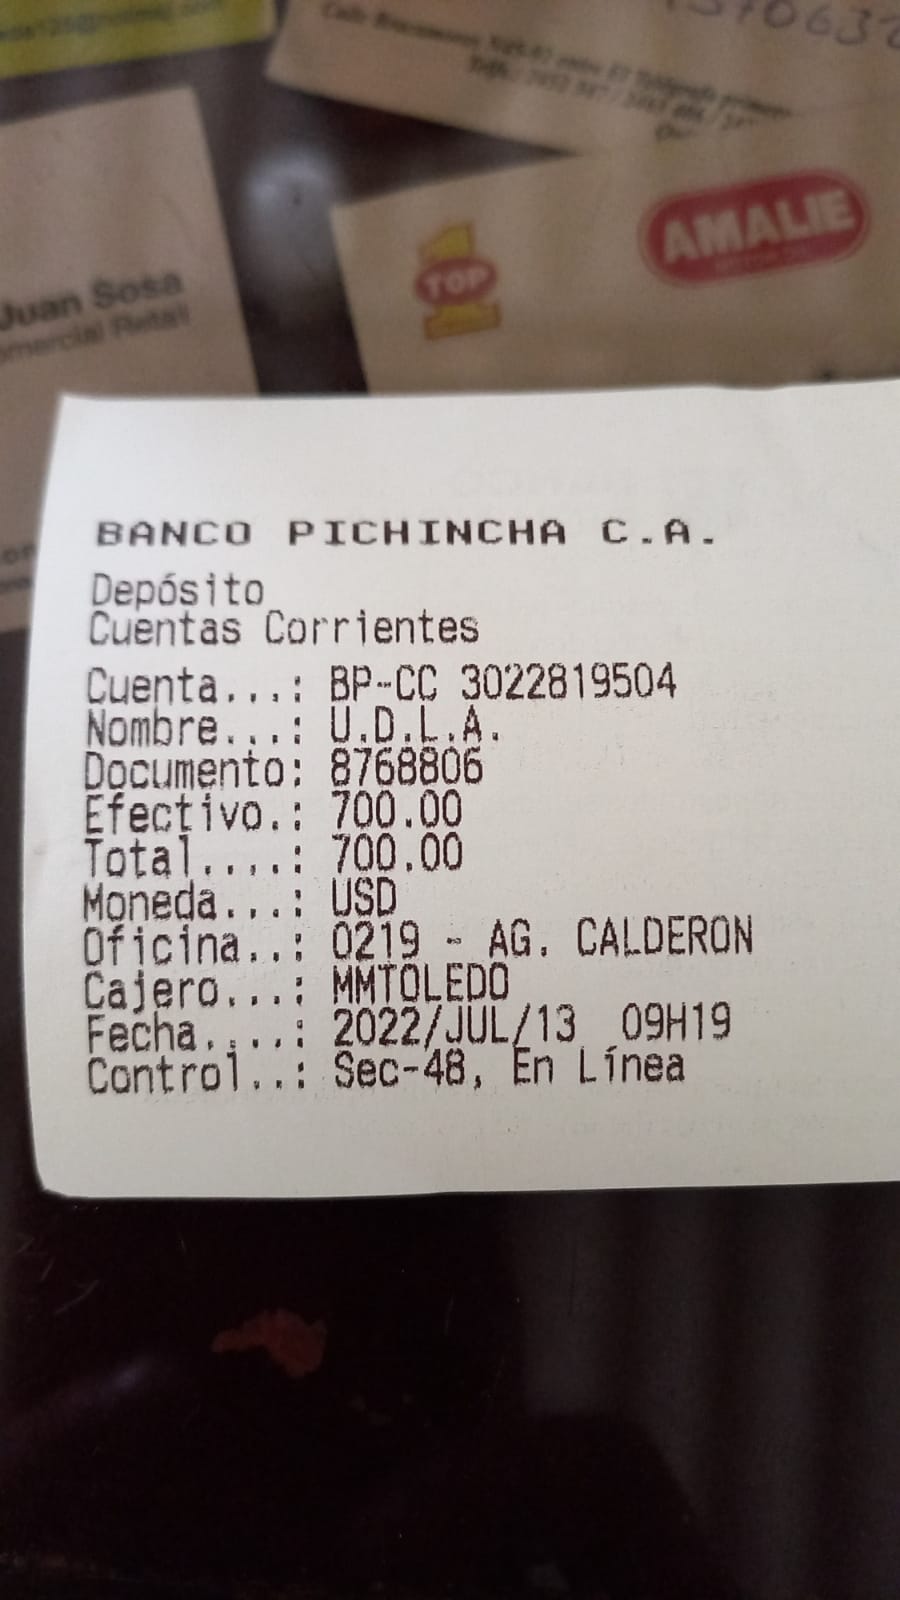 Juan Sosa
TOP 1
AMALIE
BANCO PICHINCHA C.A.
Depósito
Cuentas Corrientes
Cuenta...: BP-CC 3022819504
Nombre...: U.D.L.A.
Documento: 8768806
Efectivo.: 700.00
Total....: 700.00
Moneda...: USD
Oficina..: 0219 - AG. CALDERON
Cajero...: MMTOLEDO
Fecha....: 2022/JUL/13 09H19
Control..: Sec-48, En Línea